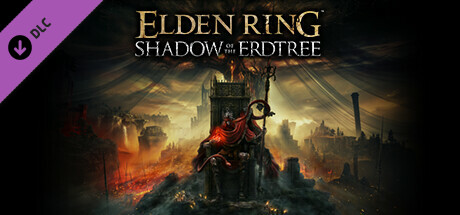 DLC
ELDEN RING
SHADOW OF THE ERDTREE